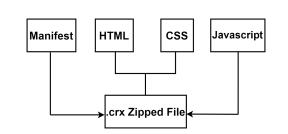 Manifest
HTML
CSS
Javascript
.crx Zipped File